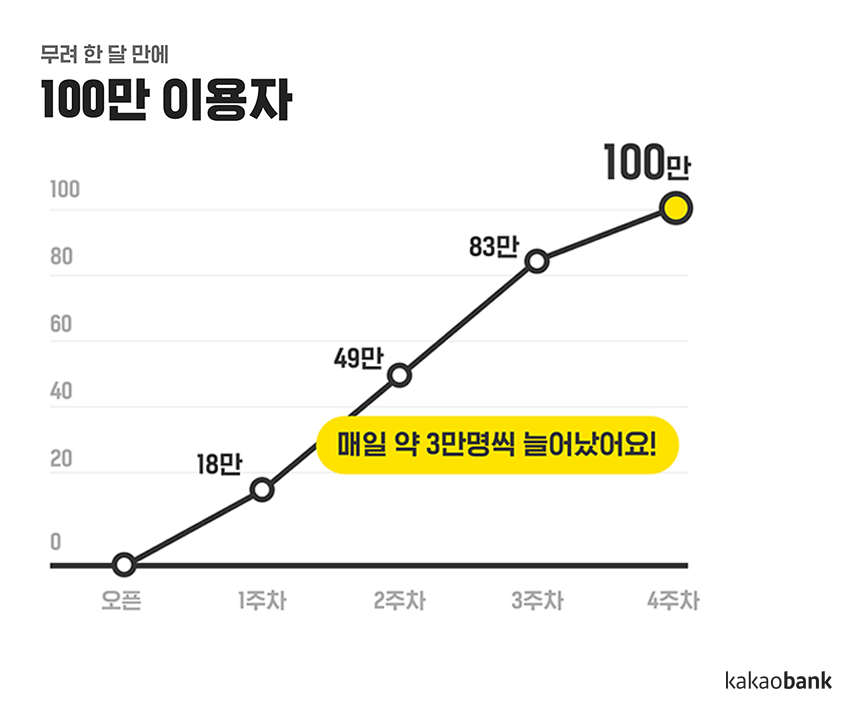 무려 한 달 만에
100만 이용자
100만
100
83만
80
60
49만
40
매일 약 3만명씩 늘어났어요!
18만
20
0
오픈 1주차 2주차 3주차 4주차
kakaobank